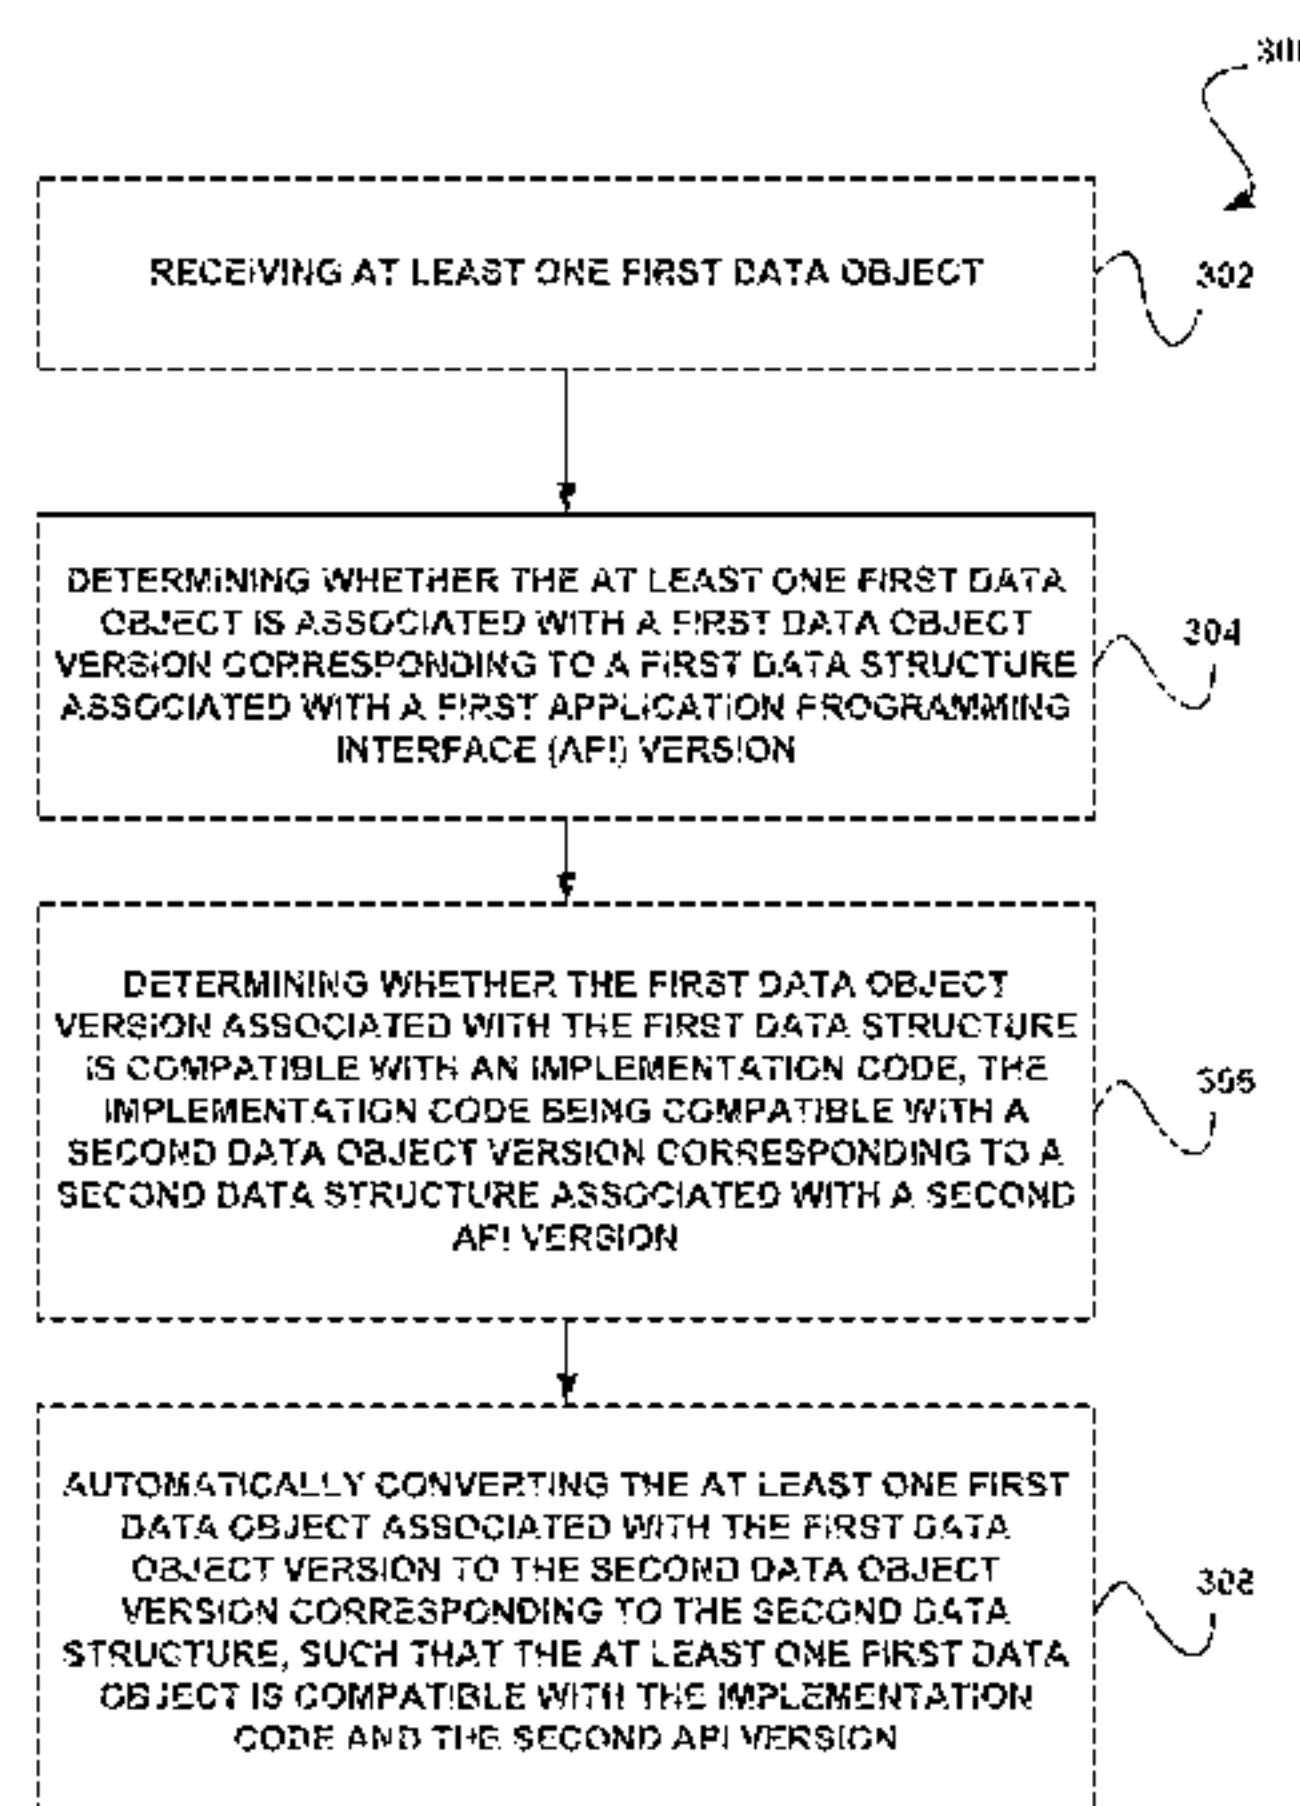 RECEIVING AT LEAST ONE FIRST DATA OBJECT
302
DETERMINING WHETHER THE AT LEAST ONE FIRST DATA
OBJECT IS ASSOCIATED WITH A FIRST DATA OBJECT
VERSION CORRESPONDING TO A FIRST DATA STRUCTURE
ASSOCIATED WITH A FIRST APPLICATION PROGRAMMING
INTERFACE (API) VERSION
304
DETERMINING WHETHER THE FIRST DATA OBJECT
VERSION ASSOCIATED WITH THE FIRST DATA STRUCTURE
IS COMPATIBLE WITH AN IMPLEMENTATION CODE, THE
IMPLEMENTATION CODE BEING COMPATIBLE WITH A
SECOND DATA OBJECT VERSION CORRESPONDING TO A
SECOND DATA STRUCTURE ASSOCIATED WITH A SECOND
API VERSION
306
AUTOMATICALLY CONVERTING THE AT LEAST ONE FIRST
DATA OBJECT ASSOCIATED WITH THE FIRST DATA
OBJECT VERSION TO THE SECOND DATA OBJECT
VERSION CORRESPONDING TO THE SECOND DATA
STRUCTURE, SUCH THAT THE AT LEAST ONE FIRST DATA
OBJECT IS COMPATIBLE WITH THE IMPLEMENTATION
CODE AND THE SECOND API VERSION
308